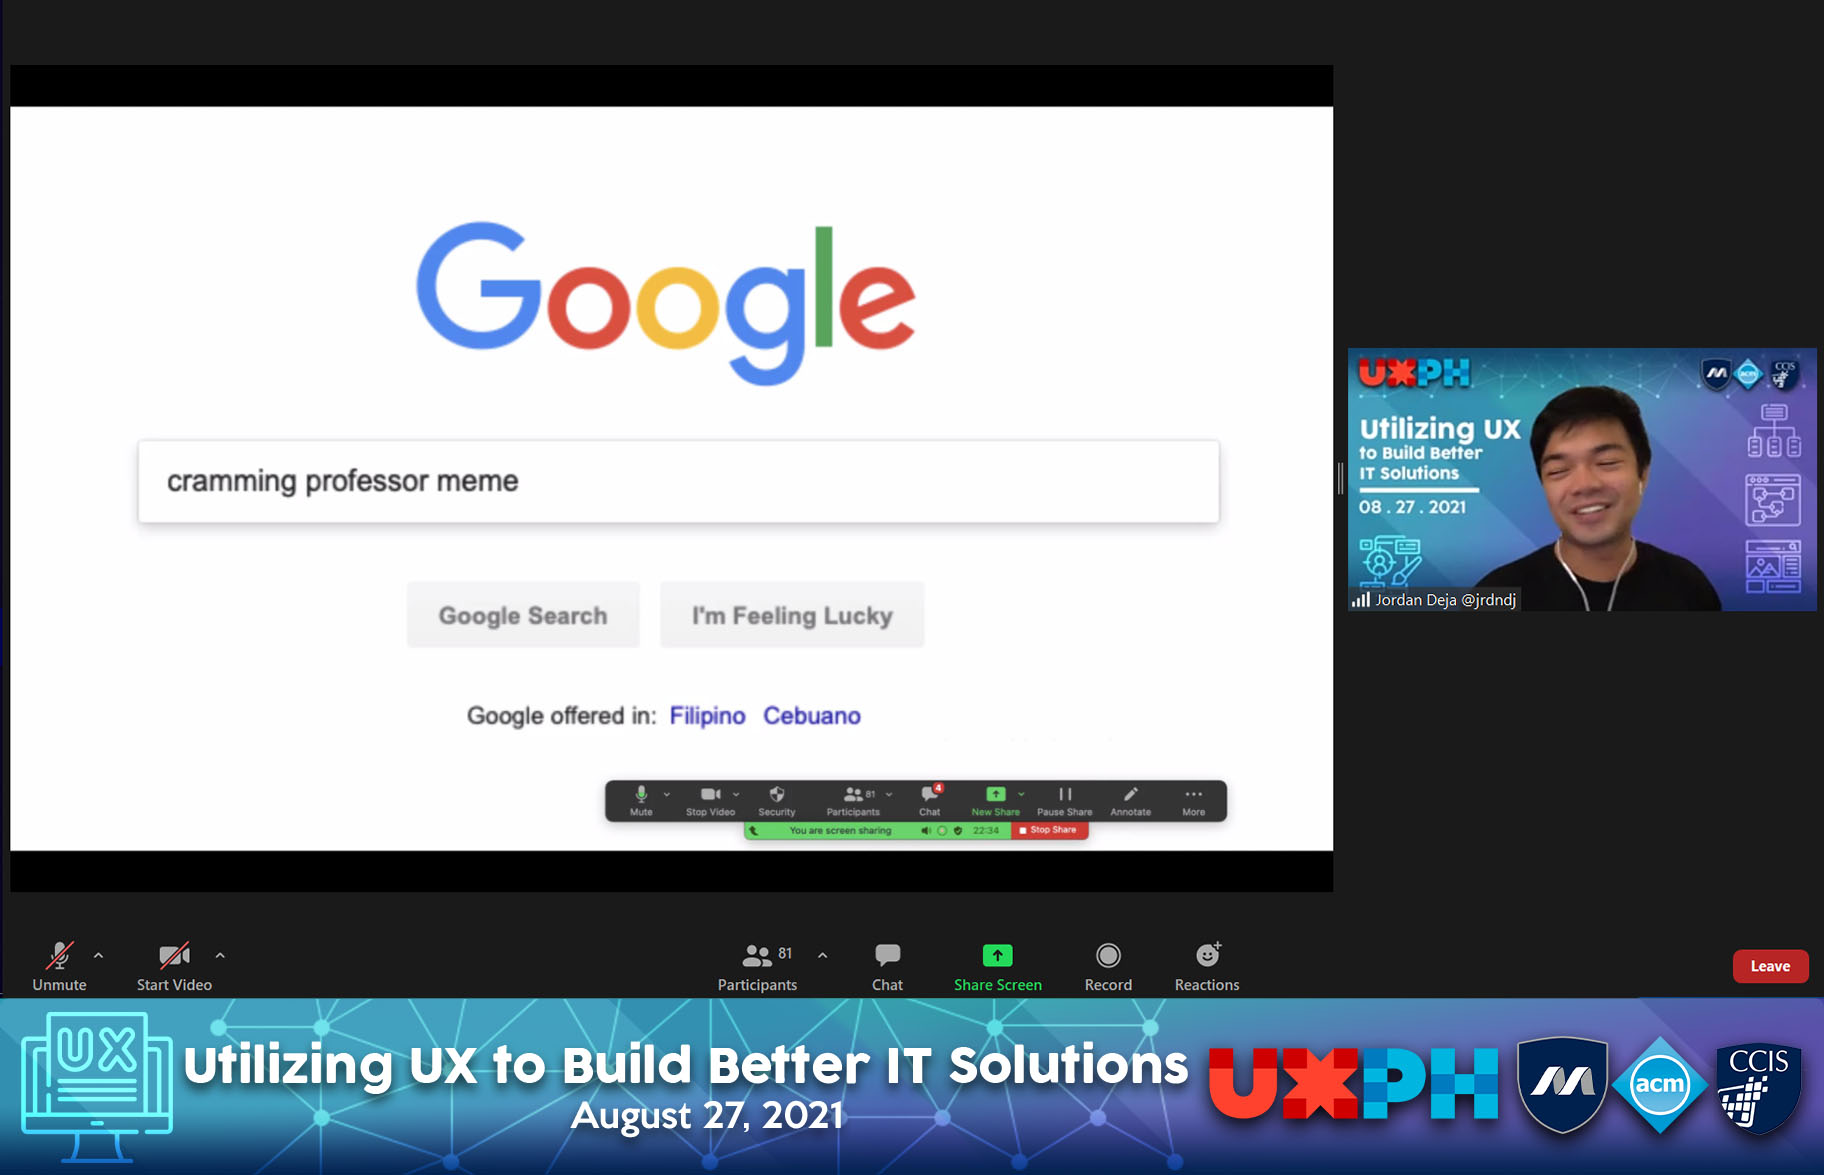 Google
cramming professor meme
Google Search
I'm Feeling Lucky
Google offered in: Filipino Cebuano
81
4
Mute
Stop Video
Security
Participants
Chat
New Share
Pause Share
Annotate
More
You are screen sharing
22:34
Stop Share
UXPH
M
acm
CCIS
Utilizing UX
to Build Better
IT Solutions
08 . 27 . 2021
Jordan Deja @jrdndj
Unmute
Start Video
81
Participants
Chat
Share Screen
Record
Reactions
Leave
UX
Utilizing UX to Build Better IT Solutions
August 27, 2021
UXPH
M
acm
CCIS